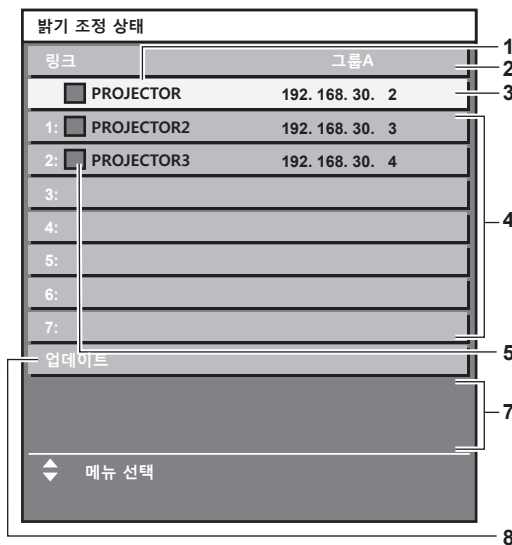 밝기 조정 상태
링크 그룹A
PROJECTOR 192. 168. 30. 2
1: PROJECTOR2 192. 168. 30. 3
2: PROJECTOR3 192. 168. 30. 4
3:
4:
5:
6:
7:
업데이트
메뉴 선택
1
2
3
4
5
7
8